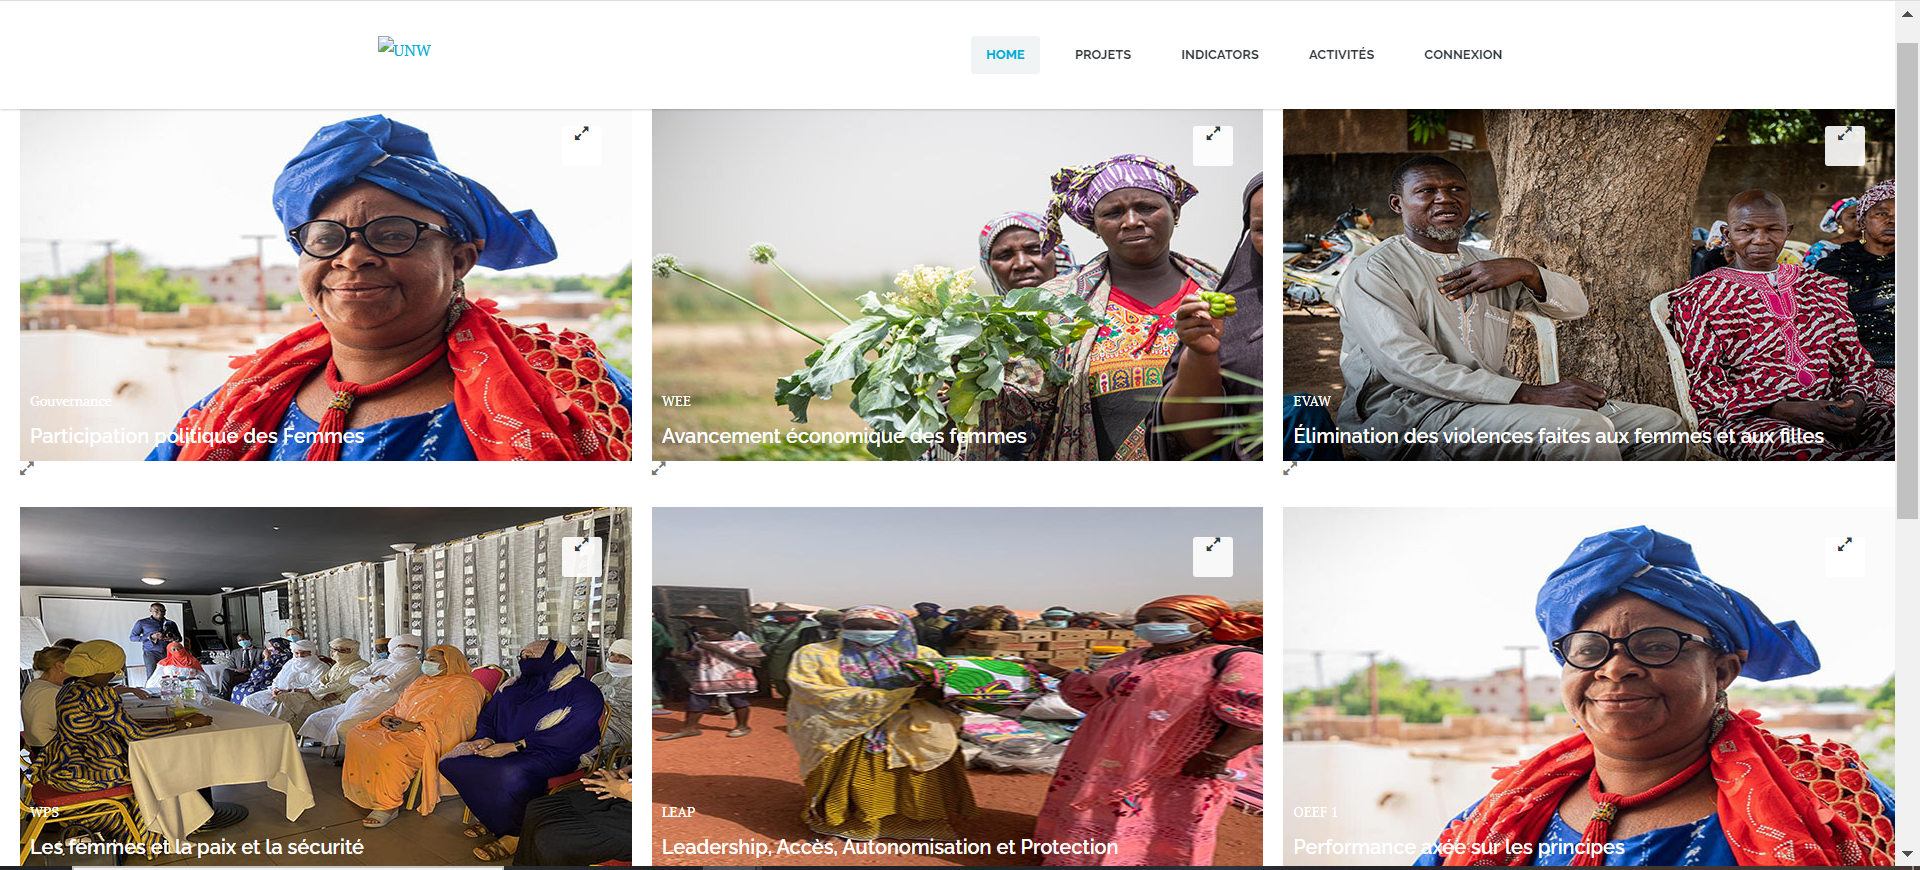 UNW
HOME PROJETS INDICATORS ACTIVITÉS CONNEXION
Gouvernance
Participation politique des Femmes
WEE
Avancement économique des femmes
EVAW
Élimination des violences faites aux femmes et aux filles
WPS
Les femmes et la paix et la sécurité
LEAP
Leadership, Accès, Autonomisation et Protection
OEEF 1
Performance axée sur les principes